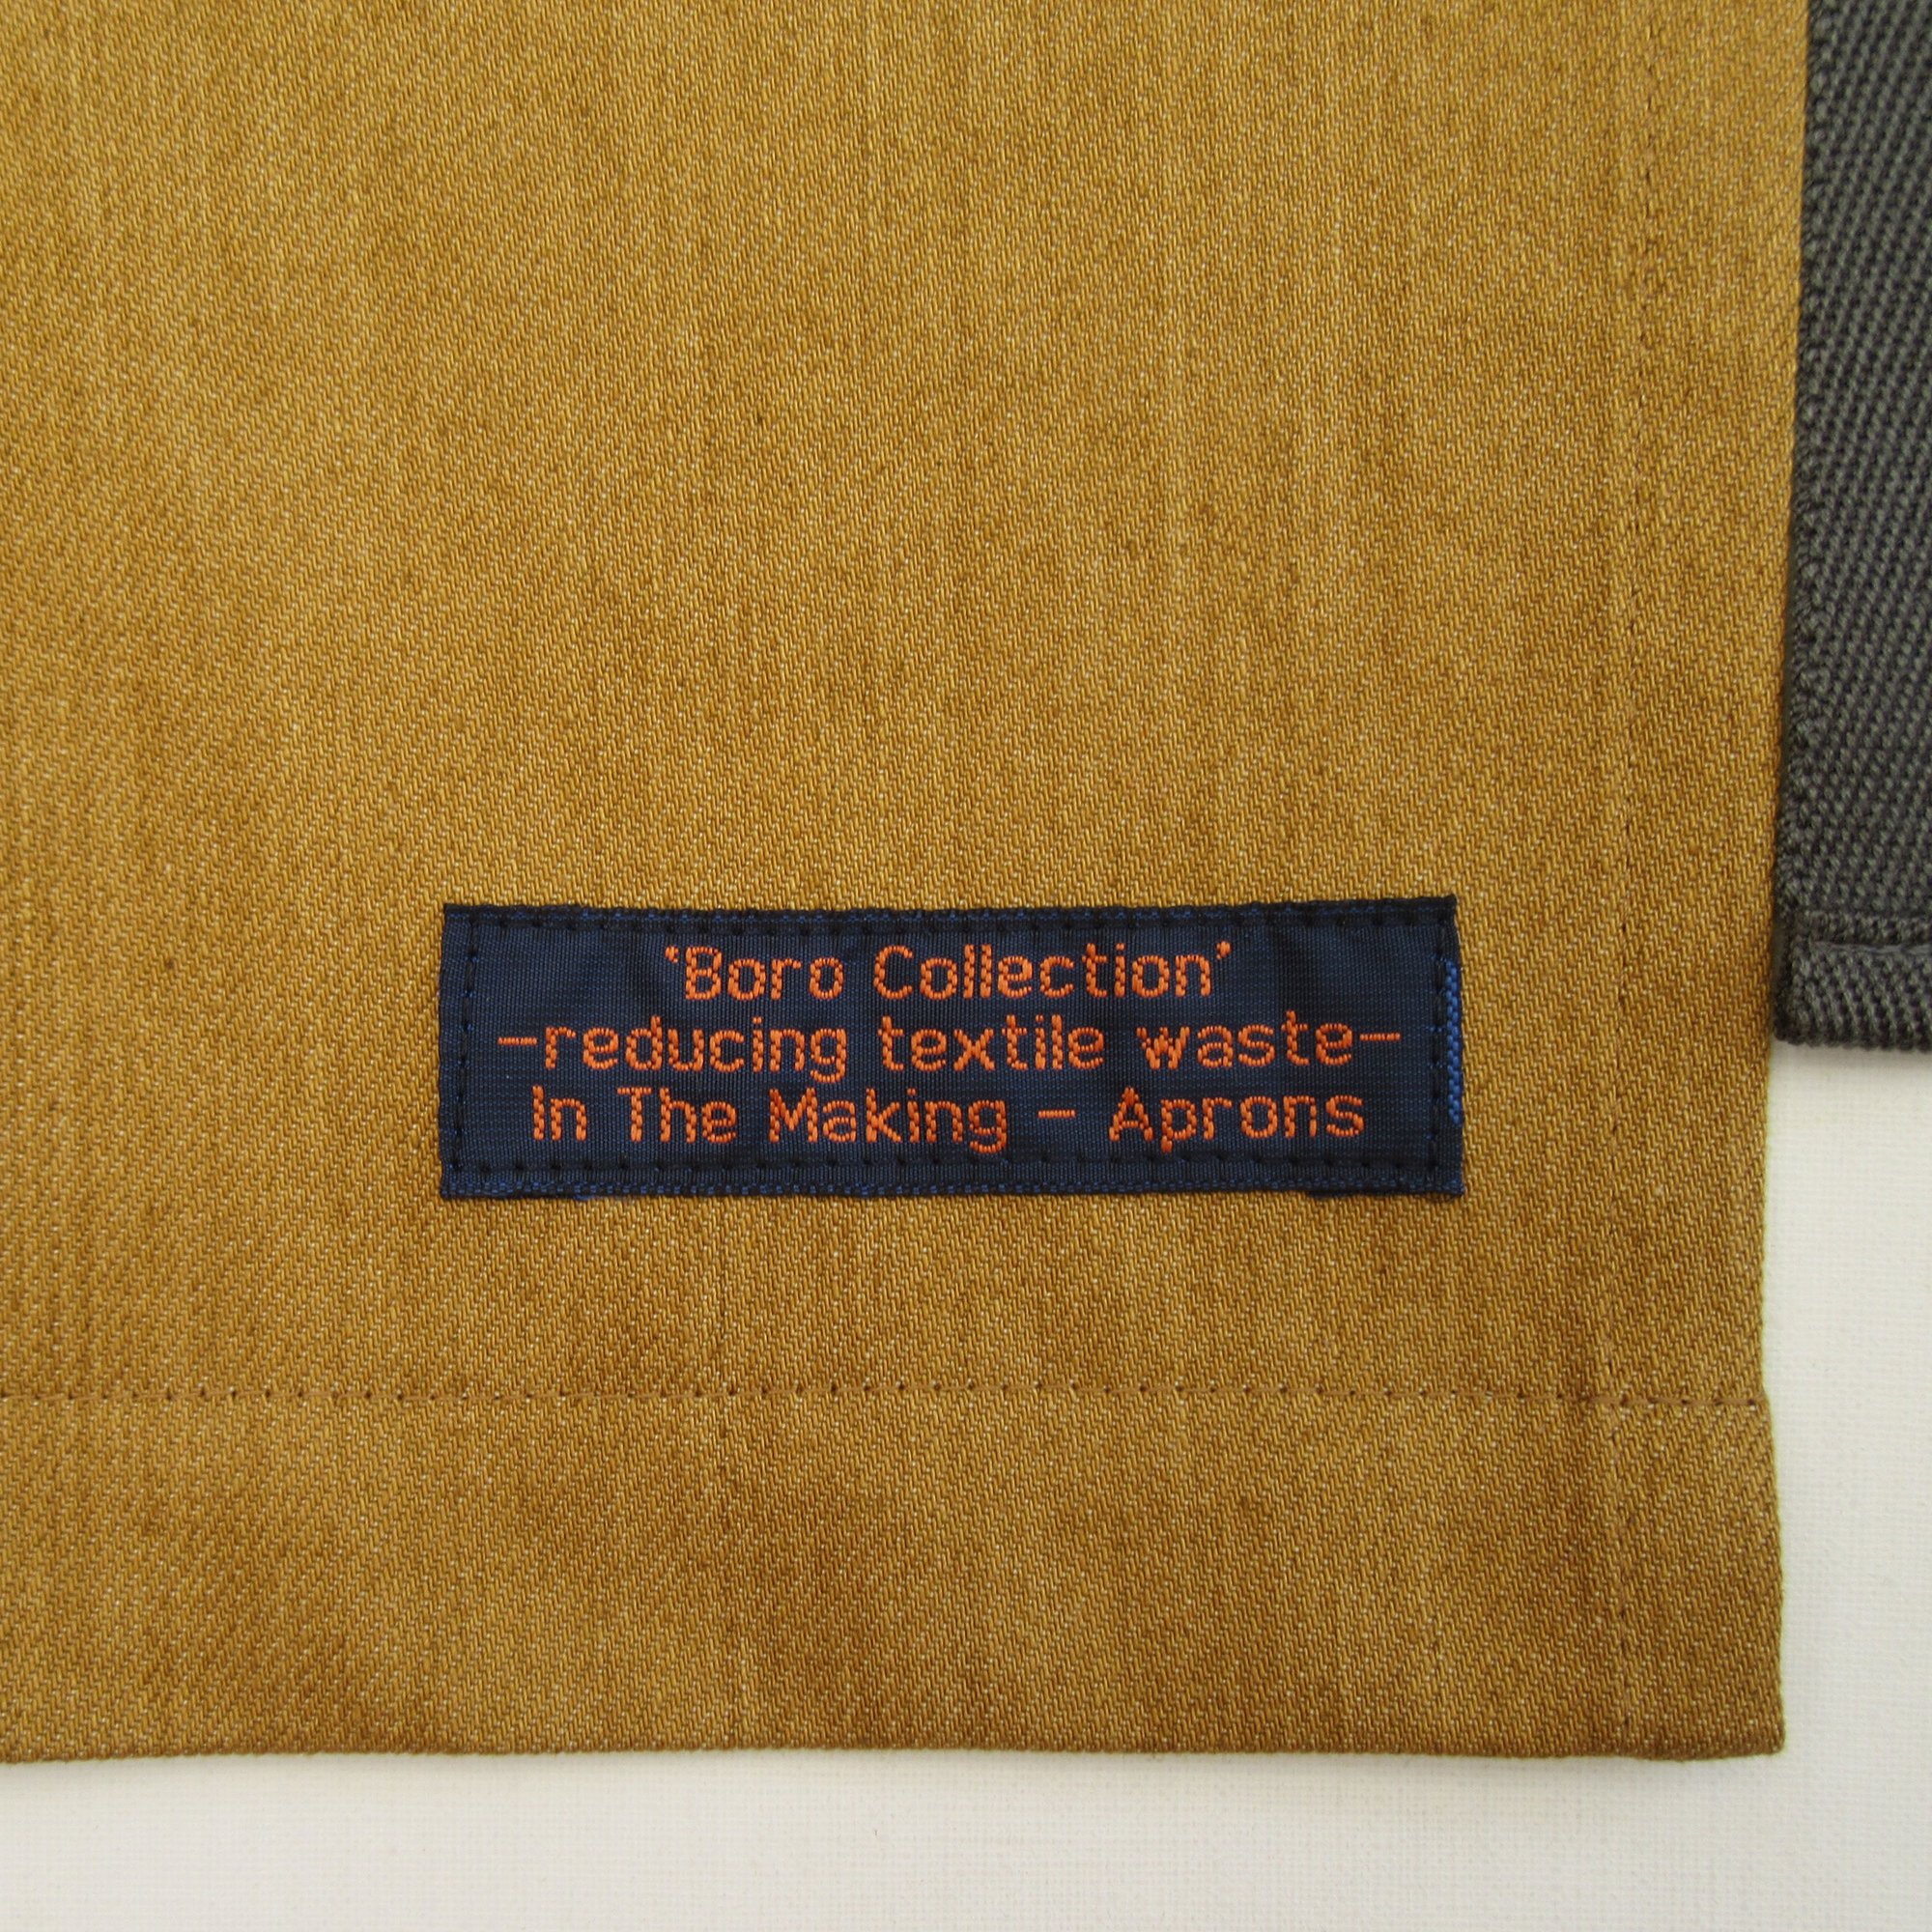 'Boro Collection'
-reducing textile waste-
In The Making - Aprons